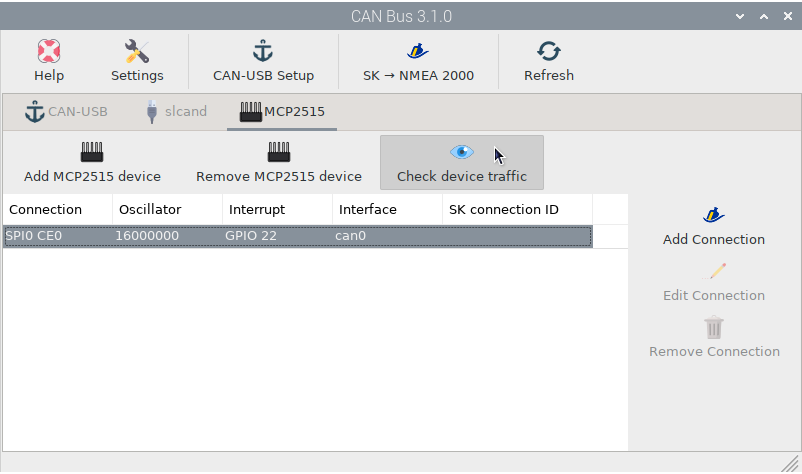 CAN Bus 3.1.0
Help Settings CAN-USB Setup SK → NMEA 2000 Refresh
CAN-USB slcand MCP2515
Add MCP2515 device Remove MCP2515 device Check device traffic
Connection Oscillator Interrupt Interface SK connection ID
SPI0 CE0 16000000 GPIO 22 can0
Add Connection
Edit Connection
Remove Connection